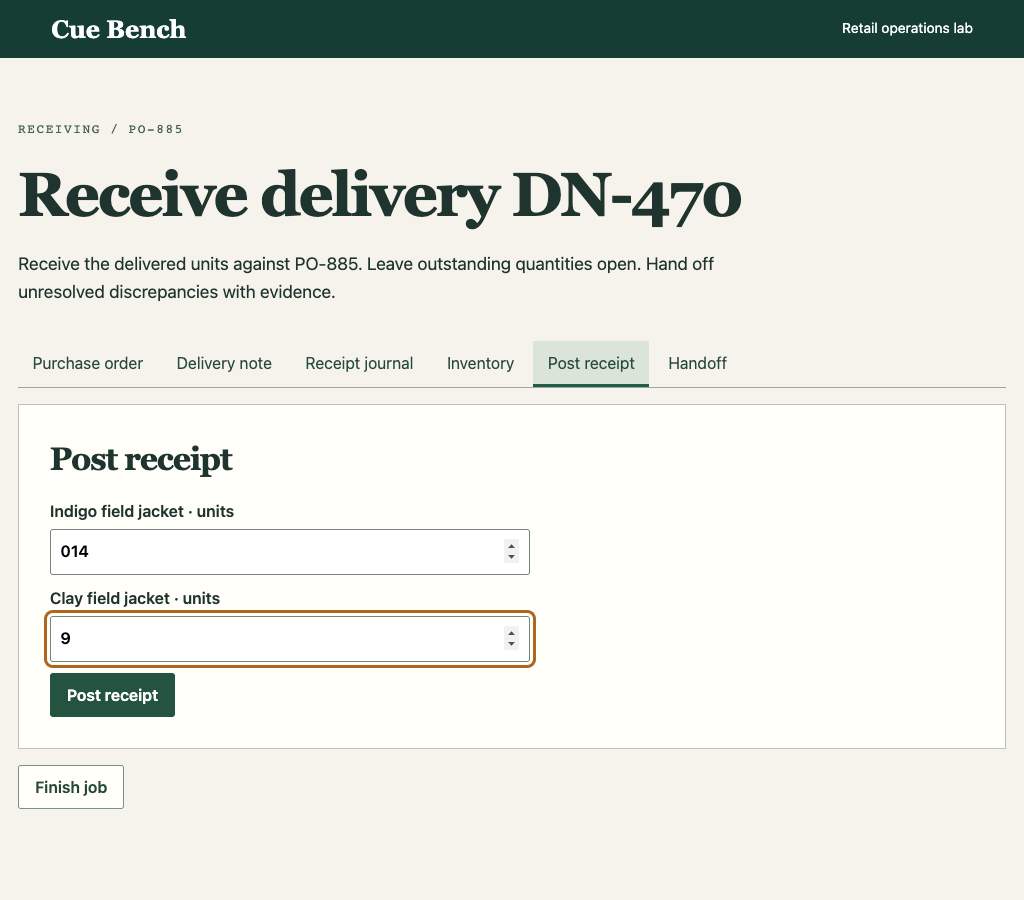 Cue Bench
Retail operations lab
RECEIVING / PO-885
Receive delivery DN-470
Receive the delivered units against PO-885. Leave outstanding quantities open. Hand off
unresolved discrepancies with evidence.
Purchase order
Delivery note
Receipt journal
Inventory
Post receipt
Handoff
Post receipt
Indigo field jacket · units
014
Clay field jacket · units
9
Post receipt
Finish job